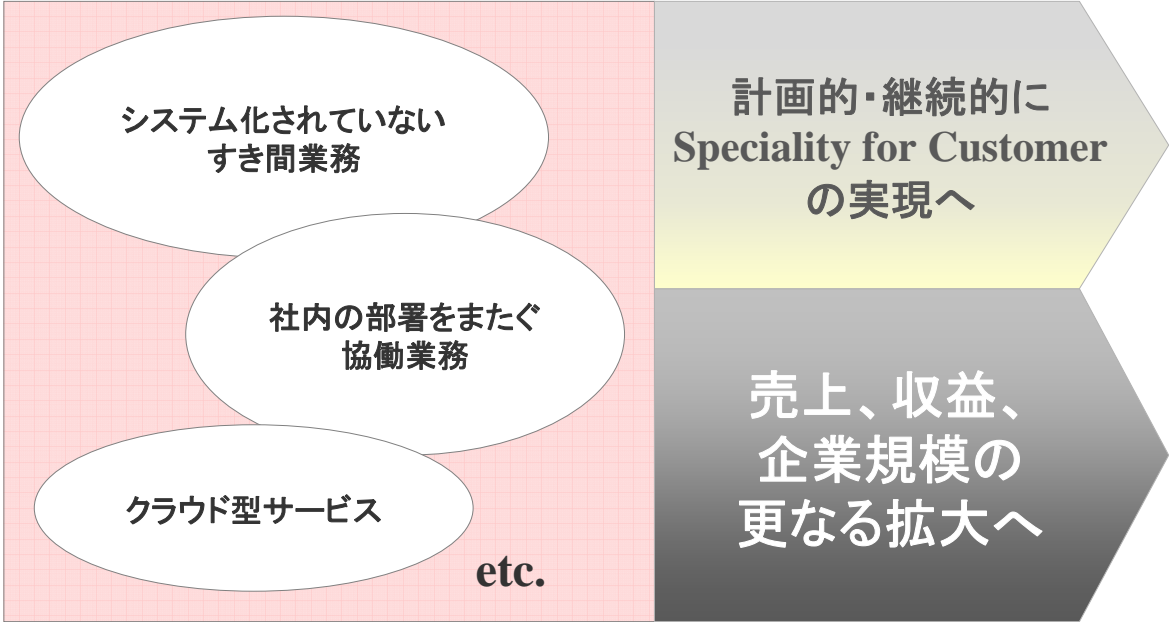 システム化されていない
すき間業務
社内の部署をまたぐ
協働業務
クラウド型サービス
etc.
計画的・継続的に
Speciality for Customer
の実現へ
売上、収益、
企業規模の
更なる拡大へ